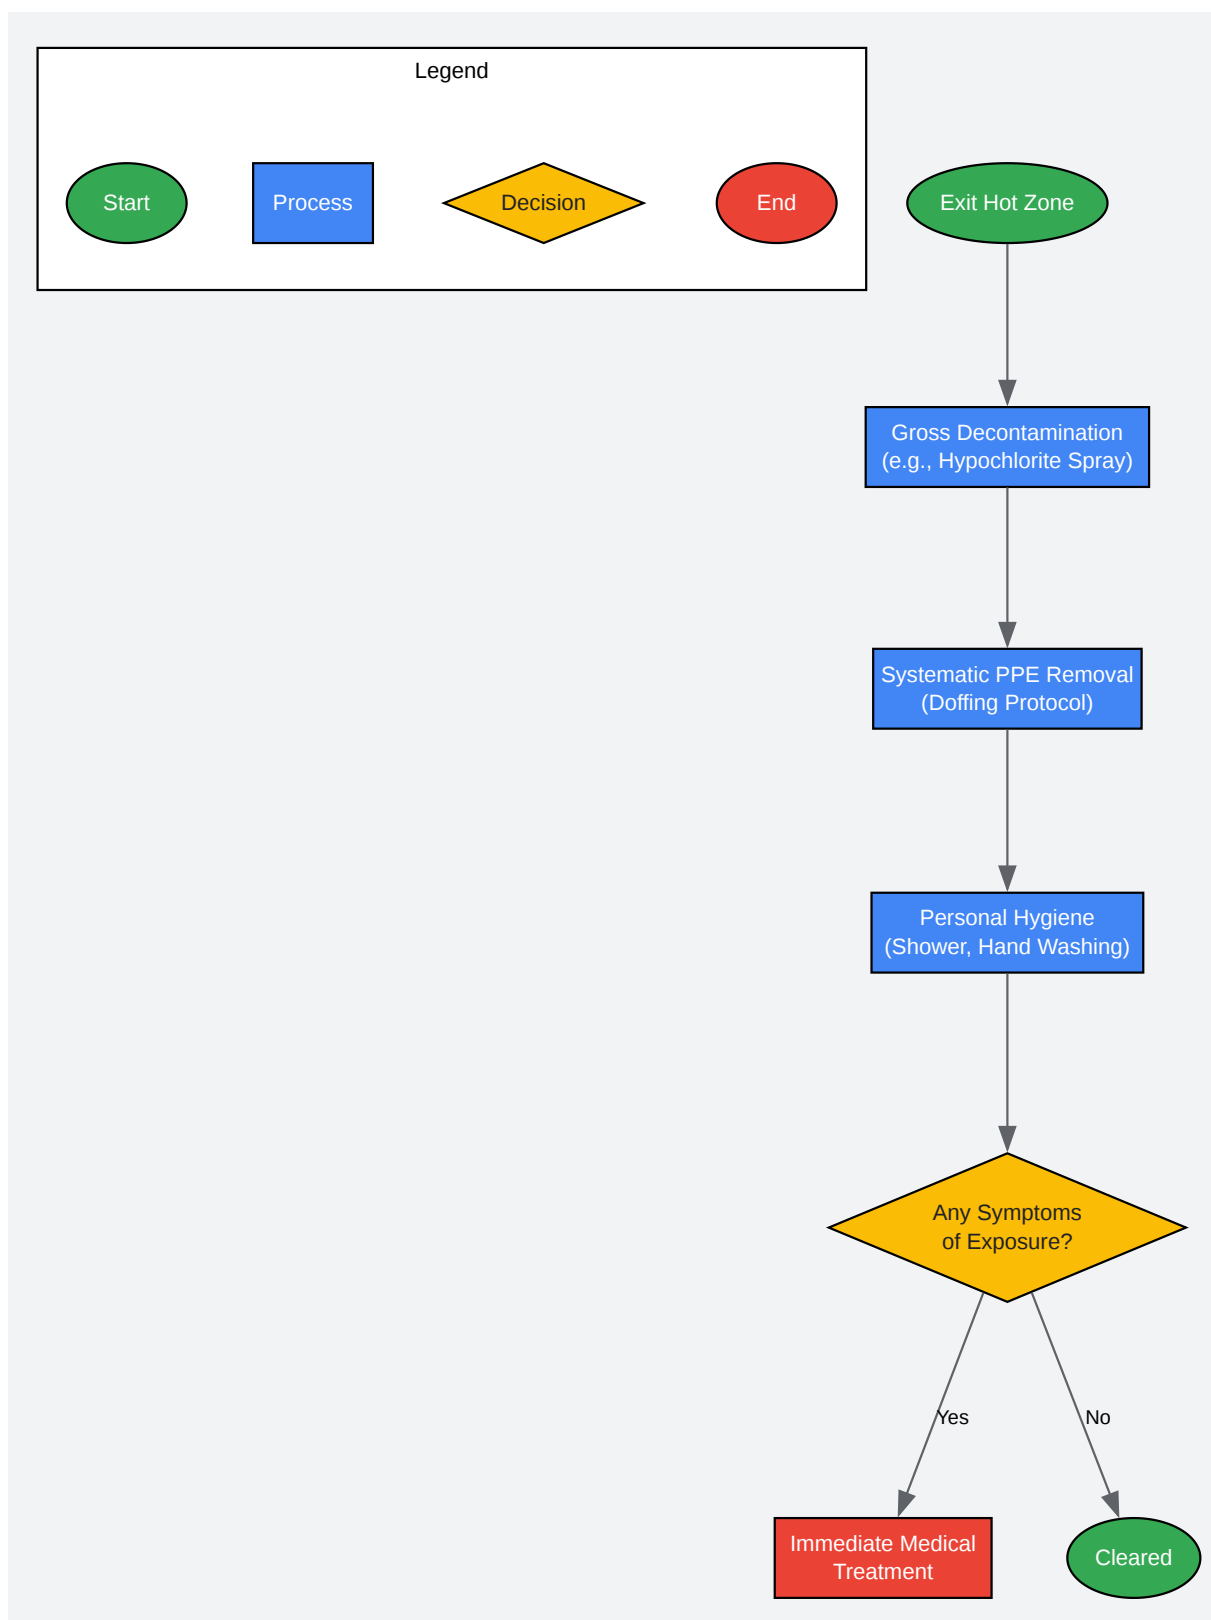 Legend
Start
Process
Decision
End
Exit Hot Zone
Gross Decontamination
(e.g., Hypochlorite Spray)
Systematic PPE Removal
(Doffing Protocol)
Personal Hygiene
(Shower, Hand Washing)
Any Symptoms
of Exposure?
Yes
No
Immediate Medical
Treatment
Cleared